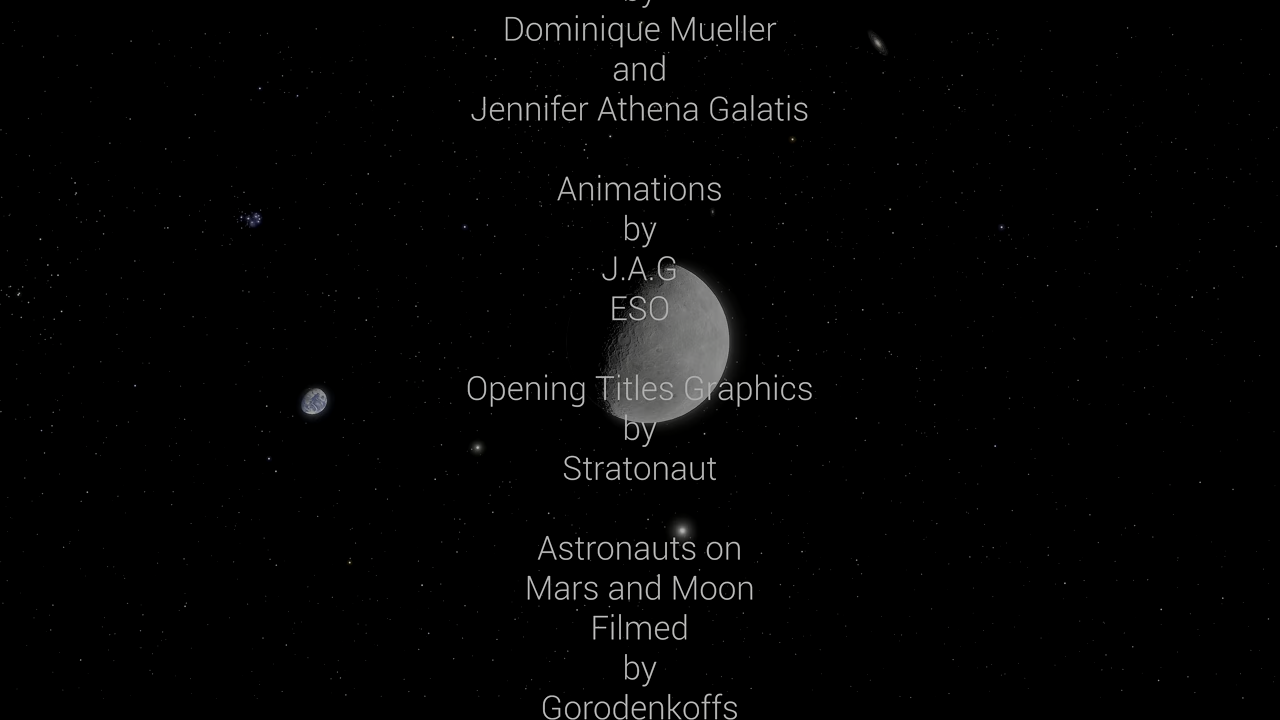 by
Dominique Mueller
and
Jennifer Athena Galatis
Animations
by
J.A.G
ESO
Opening Titles Graphics
by
Stratonaut
Astronauts on
Mars and Moon
Filmed
by
Gorodenkoffs